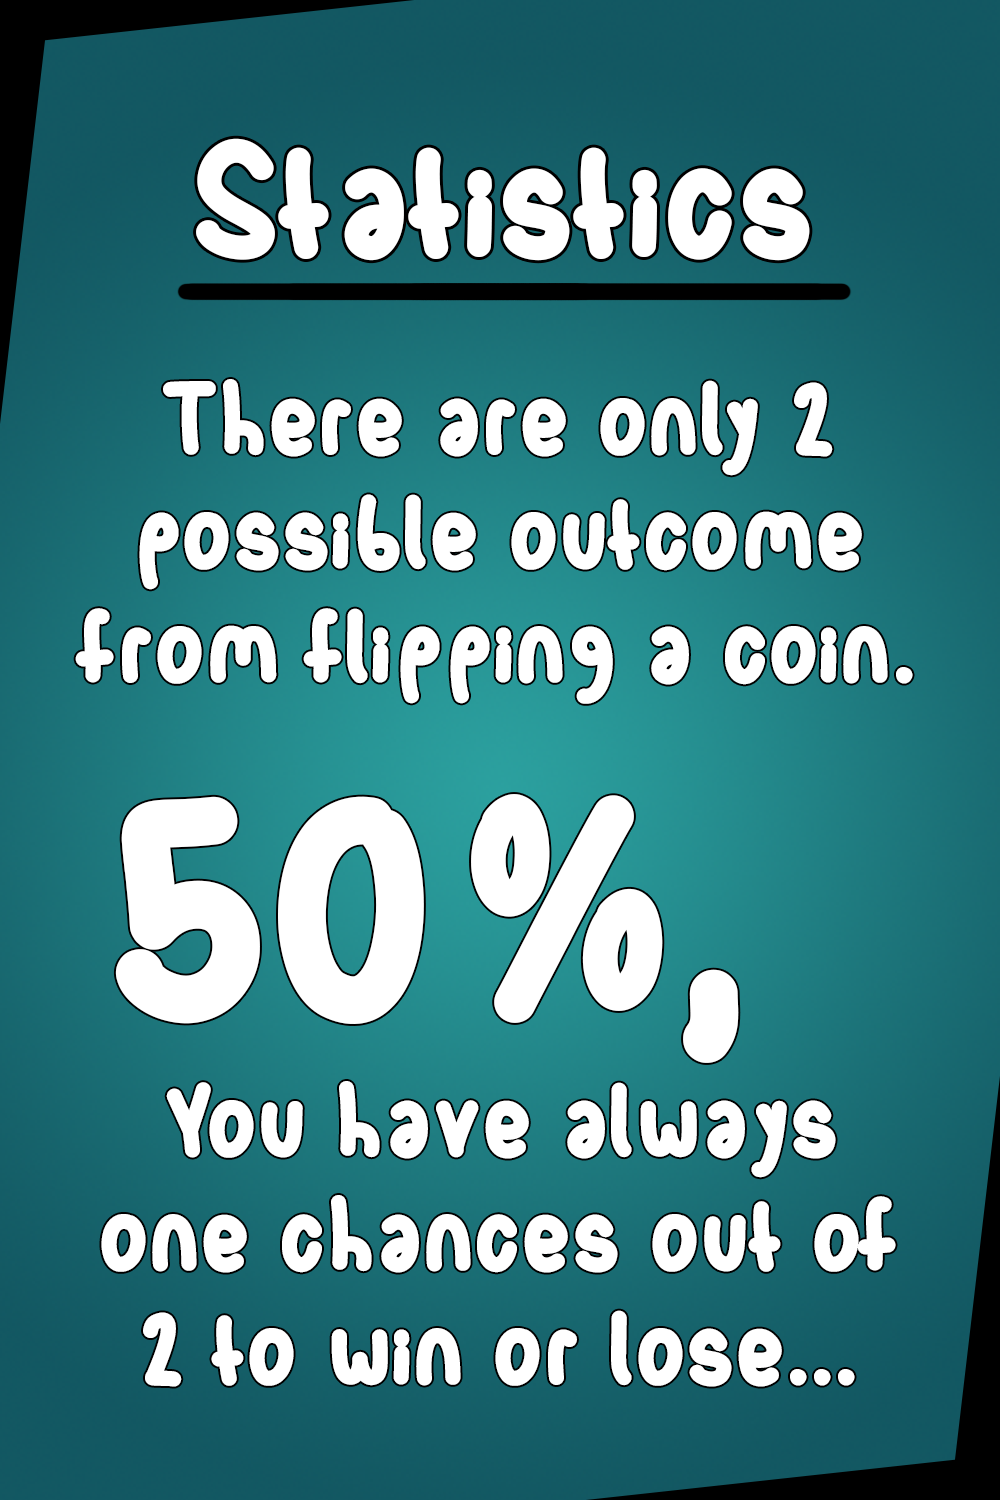 Statistics
There are only 2
possible outcome
from flipping a coin.
50%,
You have always
one chances out of
2 to win or lose...